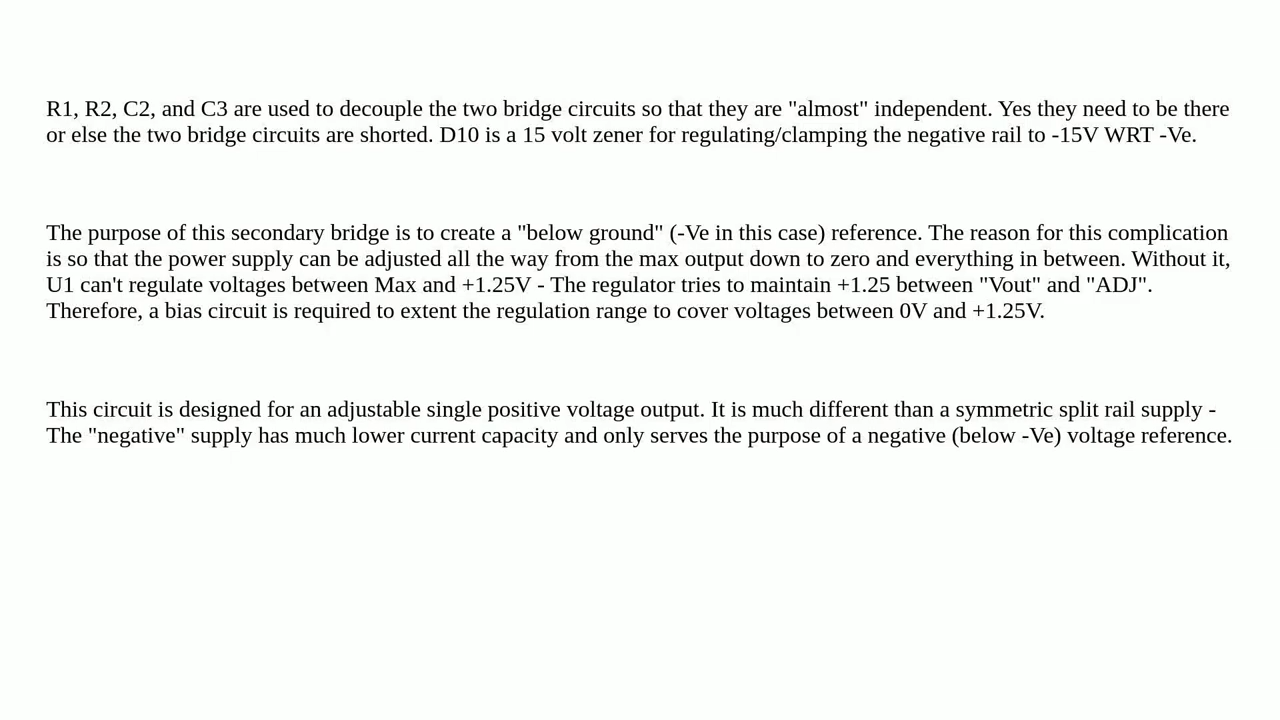 R1, R2, C2, and C3 are used to decouple the two bridge circuits so that they are "almost" independent. Yes they need to be there
or else the two bridge circuits are shorted. D10 is a 15 volt zener for regulating/clamping the negative rail to -15V WRT -Ve.
The purpose of this secondary bridge is to create a "below ground" (-Ve in this case) reference. The reason for this complication
is so that the power supply can be adjusted all the way from the max output down to zero and everything in between. Without it,
U1 can't regulate voltages between Max and +1.25V - The regulator tries to maintain +1.25 between "Vout" and "ADJ".
Therefore, a bias circuit is required to extent the regulation range to cover voltages between 0V and +1.25V.
This circuit is designed for an adjustable single positive voltage output. It is much different than a symmetric split rail supply -
The "negative" supply has much lower current capacity and only serves the purpose of a negative (below -Ve) voltage reference.